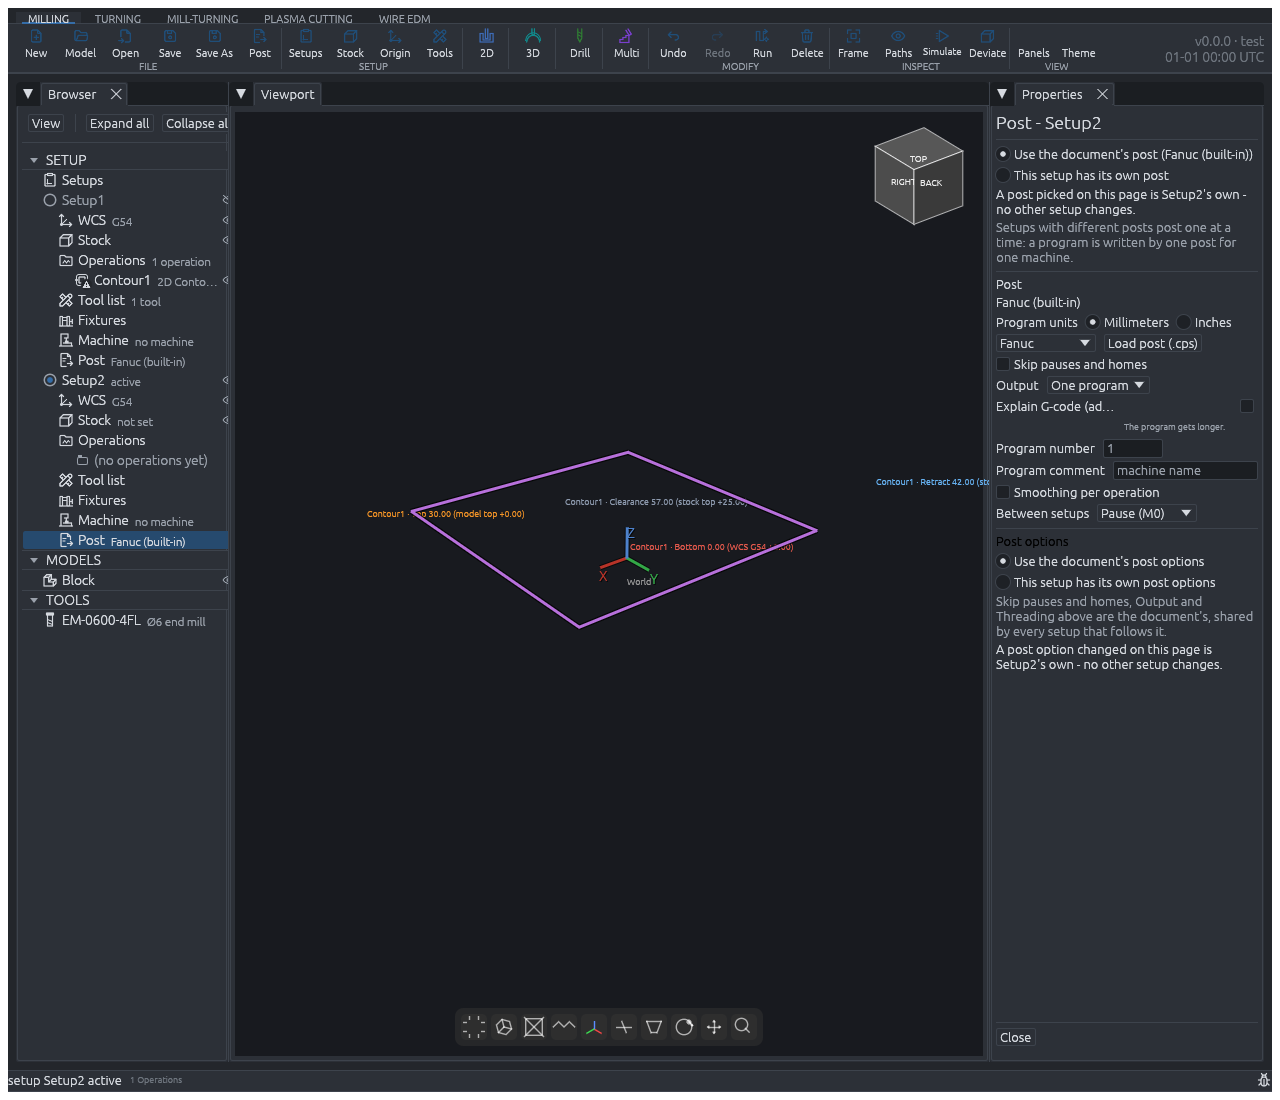 MILLING TURNING MILL-TURNING PLASMA CUTTING WIRE EDM
New Model Open Save Save As Post Setups Stock Origin Tools 2D 3D Drill Multi Undo Redo Run Delete Frame Paths Simulate Deviate Panels Theme
FILE SETUP MODIFY INSPECT VIEW
v0.0.0 · test
01-01 00:00 UTC
Browser
View Expand all Collapse al
SETUP
Setups
Setup1
WCS G54
Stock
Operations 1 operation
Contour1 2D Conto...
Tool list 1 tool
Fixtures
Machine no machine
Post Fanuc (built-in)
Setup2 active
WCS G54
Stock not set
Operations
(no operations yet)
Tool list
Fixtures
Machine no machine
Post Fanuc (built-in)
MODELS
Block
TOOLS
EM-0600-4FL Ø6 end mill
Viewport
TOP
RIGHT BACK
Contour1 · Retract 42.00 (sto
Contour1 · Clearance 57.00 (stock top +25.00)
Contour1 · 30.00 (model top +0.00)
Z
Contour1 · Bottom 0.00 (WCS G54
X
World
Y
Properties
Post - Setup2
Use the document's post (Fanuc (built-in))
This setup has its own post
A post picked on this page is Setup2's own -
no other setup changes.
Setups with different posts post one at a
time: a program is written by one post for
one machine.
Post
Fanuc (built-in)
Program units Millimeters Inches
Fanuc Load post (.cps)
Skip pauses and homes
Output One program
Explain G-code (ad...
The program gets longer.
Program number 1
Program comment machine name
Smoothing per operation
Between setups Pause (M0)
Post options
Use the document's post options
This setup has its own post options
Skip pauses and homes, Output and
Threading above are the document's, shared
by every setup that follows it.
A post option changed on this page is
Setup2's own - no other setup changes.
Close
setup Setup2 active 1 Operations